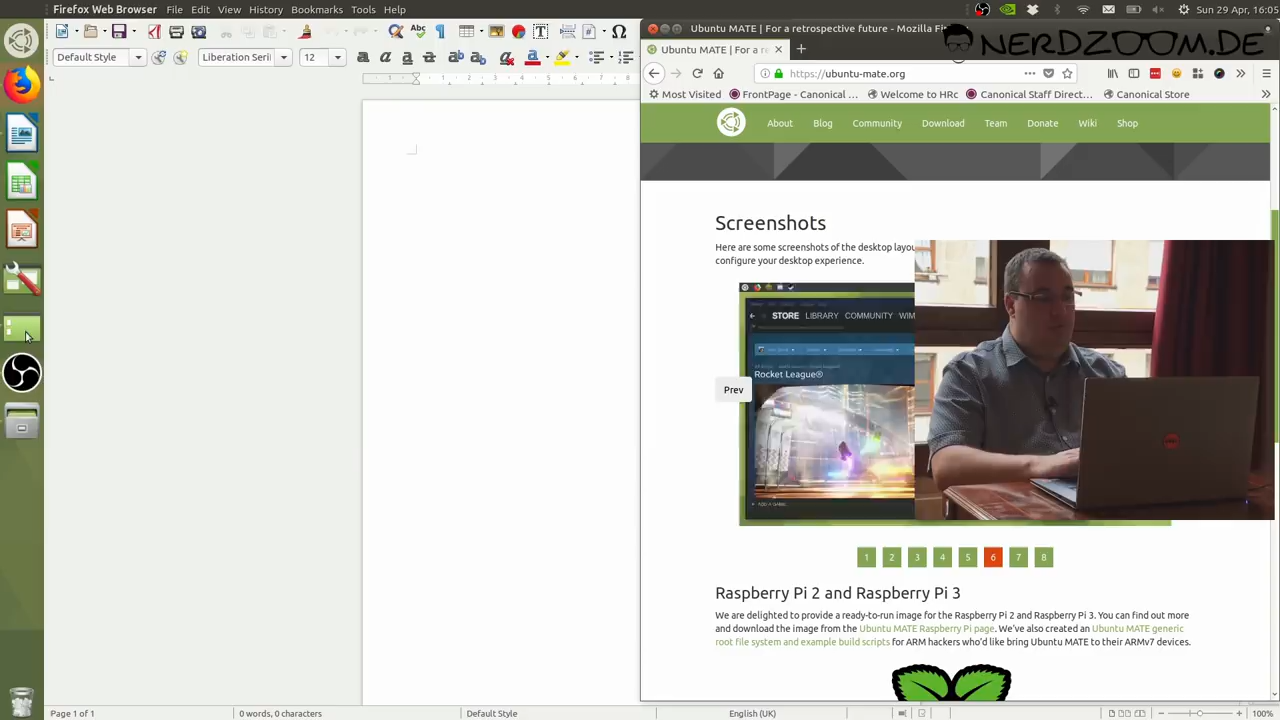 Firefox Web Browser File Edit View History Bookmarks Tools Help
Sun 29 Apr, 16:05
Ubuntu MATE | For a retrospective future - Mozilla Fi
NERDZOOM.DE
Default Style Liberation Seri 12
Ubuntu MATE | For a re
https://ubuntu-mate.org
Most Visited FrontPage - Canonical ... Welcome to HRc Canonical Staff Direct... Canonical Store
About Blog Community Download Team Donate Wiki Shop
Screenshots
Here are some screenshots of the desktop layou
configure your desktop experience.
STORE LIBRARY COMMUNITY WIM
Rocket League®
Prev
1 2 3 4 5 6 7 8
Raspberry Pi 2 and Raspberry Pi 3
We are delighted to provide a ready-to-run image for the Raspberry Pi 2 and Raspberry Pi 3. You can find out more
and download the image from the Ubuntu MATE Raspberry Pi page. We've also created an Ubuntu MATE generic
root file system and example build scripts for ARM hackers who'd like bring Ubuntu MATE to their ARMv7 devices.
Page 1 of 1 0 words, 0 characters Default Style English (UK) 100%